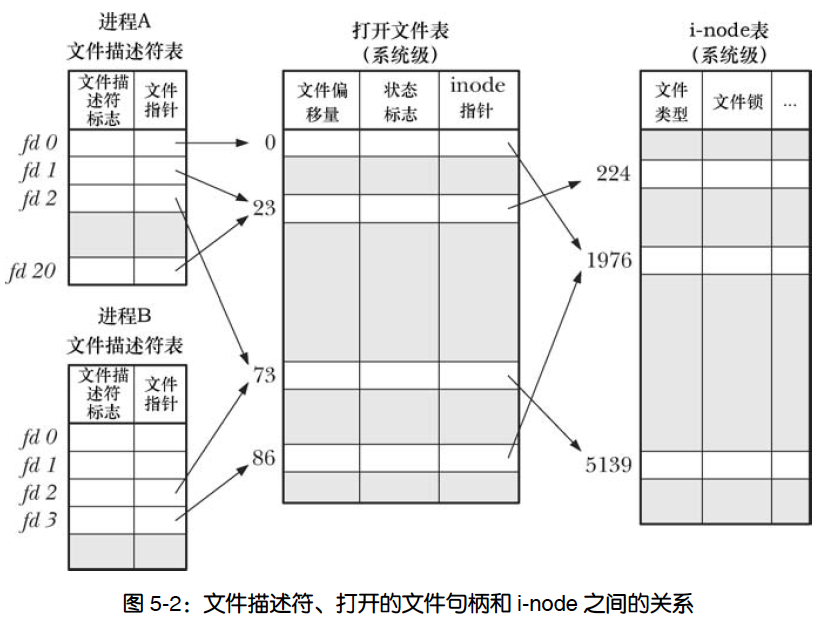 进程A
文件描述符表
文件描
述符
标志
文件
指针
fd 0
fd 1
fd 2
fd 20
进程B
文件描述符表
文件描
述符
标志
文件
指针
fd 0
fd 1
fd 2
fd 3
打开文件表
(系统级)
文件偏
移量
状态
标志
inode
指针
0
23
73
86
i-node表
(系统级)
文件
类型
文件锁
...
224
1976
5139
图 5-2：文件描述符、打开的文件句柄和 i-node 之间的关系